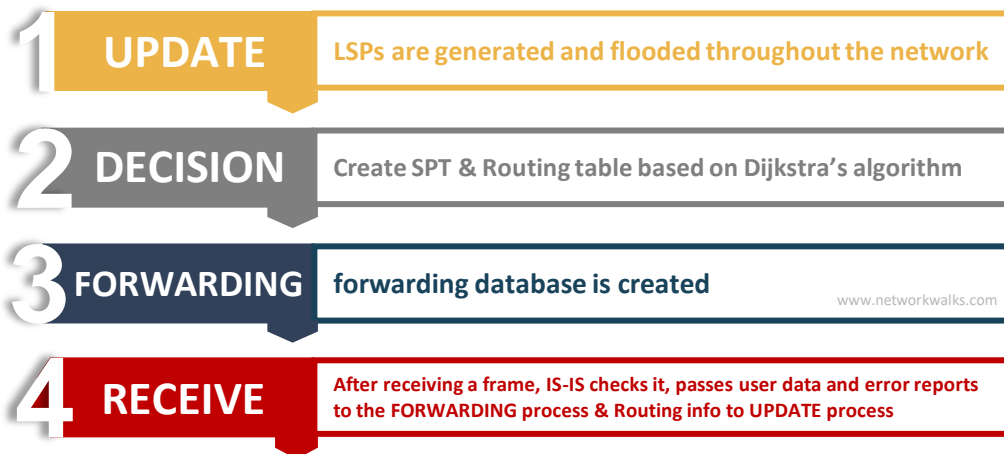 1
UPDATE
LSPs are generated and flooded throughout the network
2
DECISION
Create SPT & Routing table based on Dijkstra’s algorithm
3
FORWARDING
forwarding database is created
www.networkwalks.com
4
RECEIVE
After receiving a frame, IS-IS checks it, passes user data and error reports
to the FORWARDING process & Routing info to UPDATE process